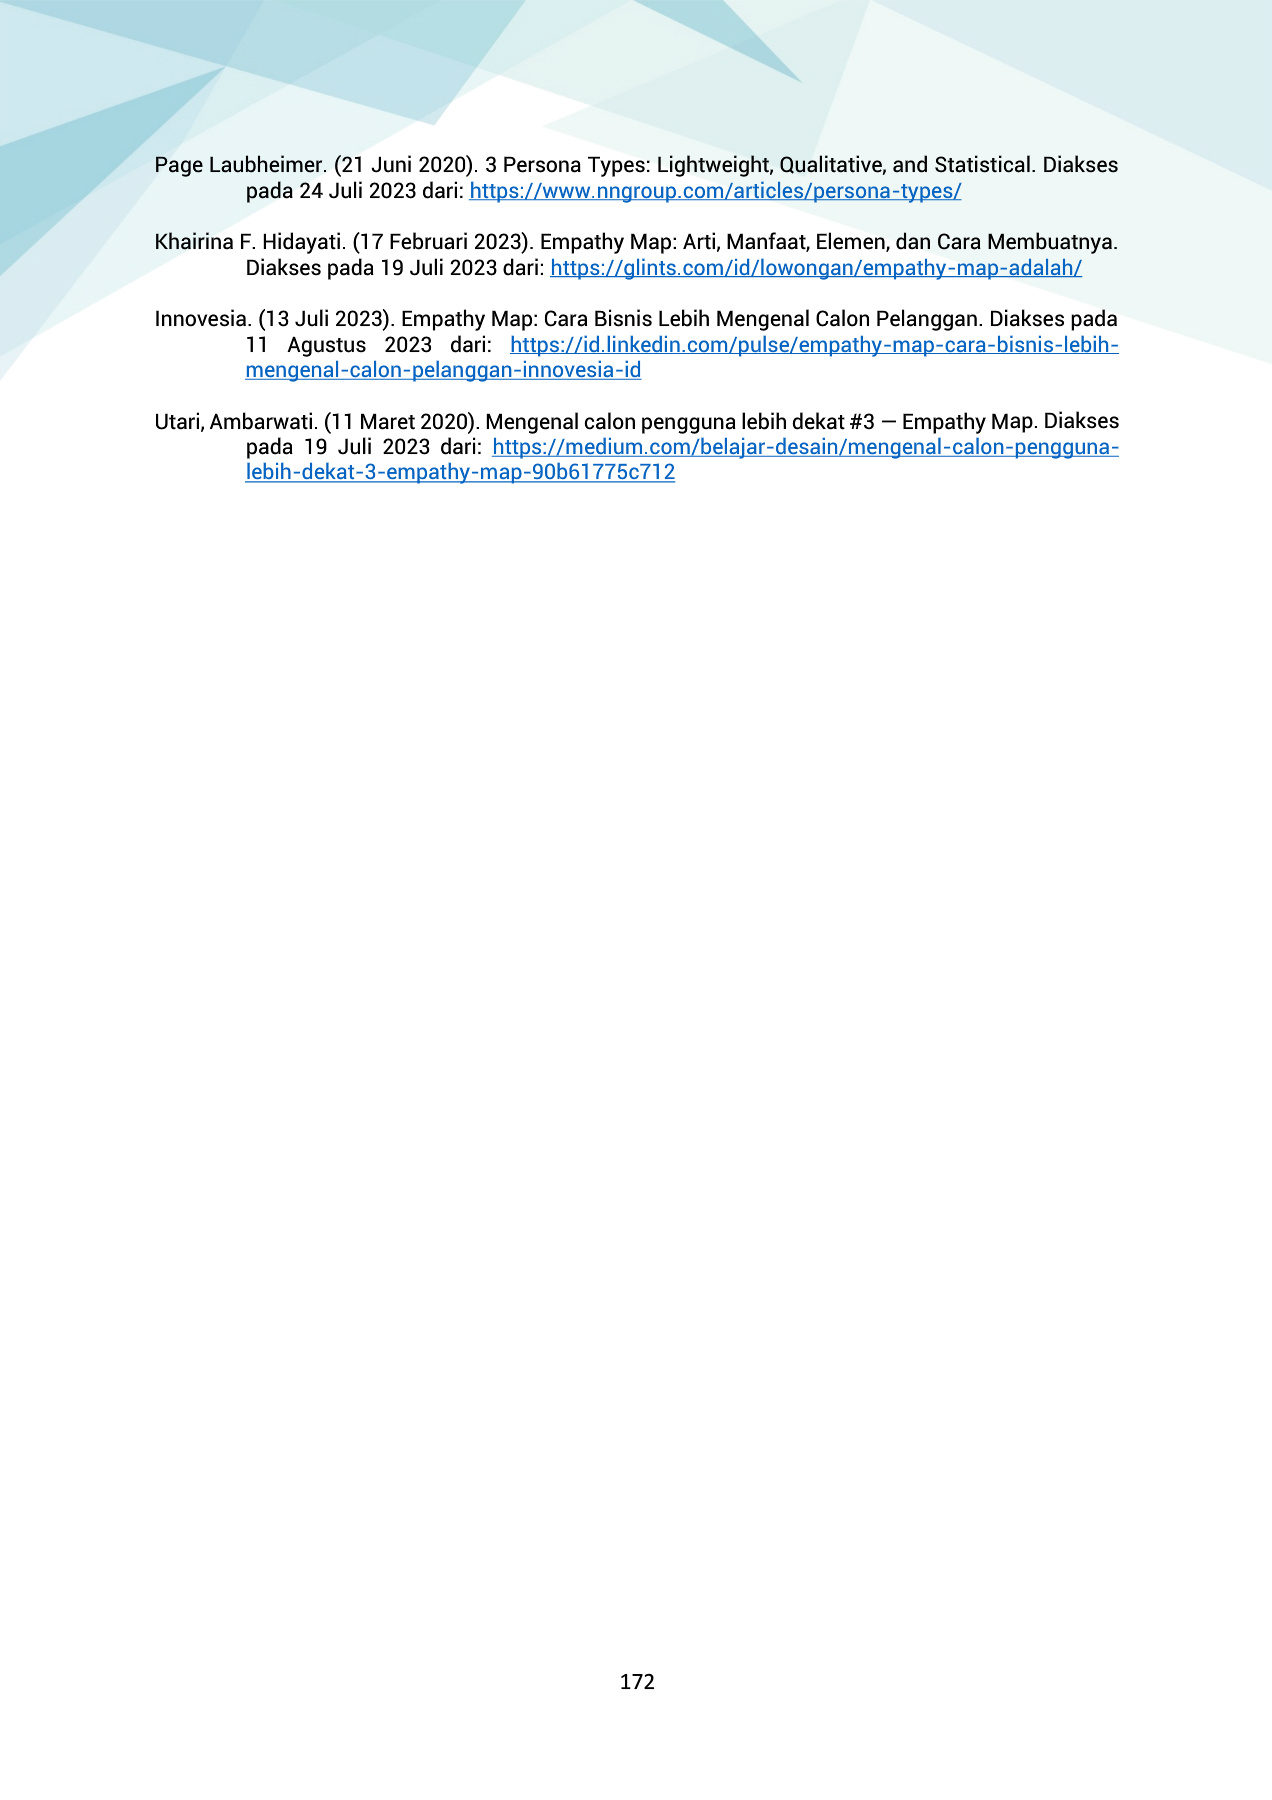 Page Laubheimer. (21 Juni 2020). 3 Persona Types: Lightweight, Qualitative, and Statistical. Diakses
pada 24 Juli 2023 dari: https://www.nngroup.com/articles/persona-types/
Khairina F. Hidayati. (17 Februari 2023). Empathy Map: Arti, Manfaat, Elemen, dan Cara Membuatnya.
Diakses pada 19 Juli 2023 dari: https://glints.com/id/lowongan/empathy-map-adalah/
Innovesia. (13 Juli 2023). Empathy Map: Cara Bisnis Lebih Mengenal Calon Pelanggan. Diakses pada
11 Agustus 2023 dari: https://id.linkedin.com/pulse/empathy-map-cara-bisnis-lebih-
mengenal-calon-pelanggan-innovesia-id
Utari, Ambarwati. (11 Maret 2020). Mengenal calon pengguna lebih dekat #3 — Empathy Map. Diakses
pada 19 Juli 2023 dari: https://medium.com/belajar-desain/mengenal-calon-pengguna-
lebih-dekat-3-empathy-map-90b61775c712
172